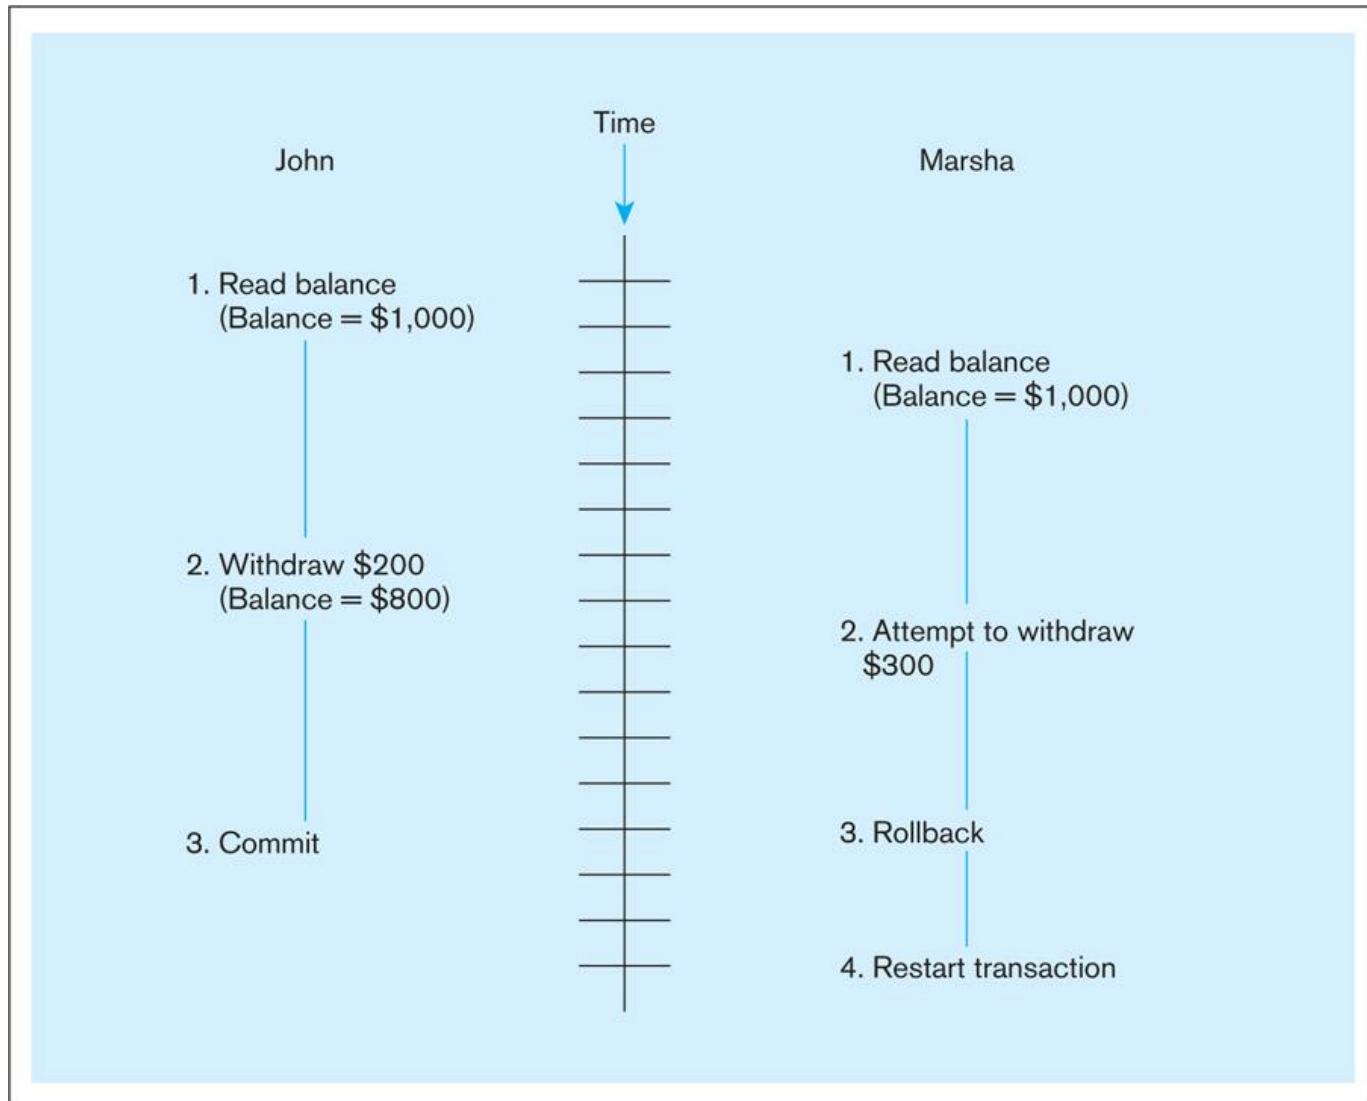 Time
John
Marsha
1. Read balance
(Balance = $1,000)
1. Read balance
(Balance = $1,000)
2. Withdraw $200
(Balance = $800)
2. Attempt to withdraw
$300
3. Commit
3. Rollback
4. Restart transaction